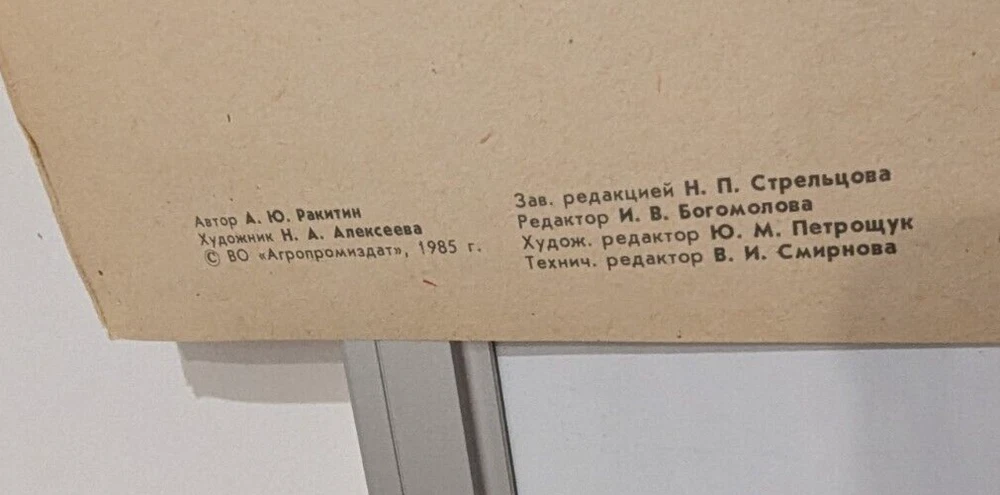 Автор А. Ю. Ракитин
Художник Н. А. Алексеева
© ВО «Агропромиздат», 1985 г.
Зав. редакцией Н. П. Стрельцова
Редактор И. В. Богомолова
Худож. редактор Ю. М. Петрощук
Технич. редактор В. И. Смирнова